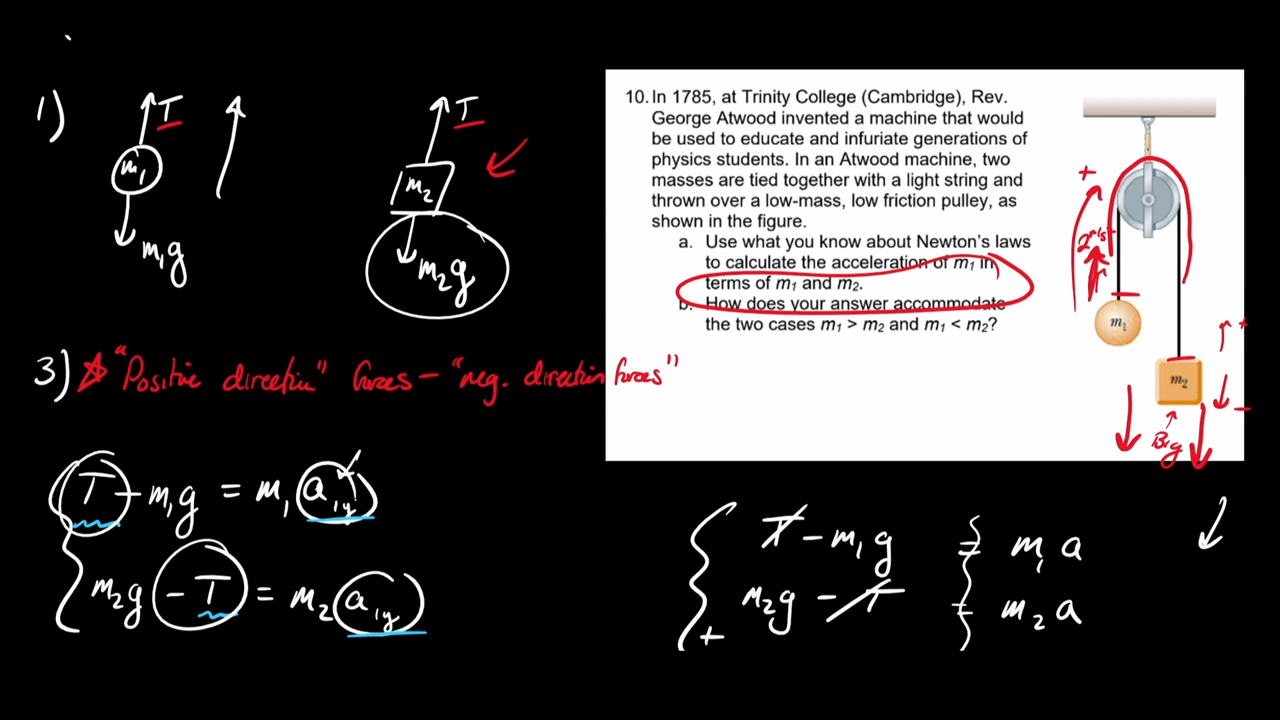 1)
T
m1
m1g
T
m2
m2g
10. In 1785, at Trinity College (Cambridge), Rev.
George Atwood invented a machine that would
be used to educate and infuriate generations of
physics students. In an Atwood machine, two
masses are tied together with a light string and
thrown over a low-mass, low friction pulley, as
shown in the figure.
a. Use what you know about Newton's laws
to calculate the acceleration of m1 in
terms of m1 and m2.
b. How does your answer accommodate
the two cases m1 > m2 and m1 < m2?
+
m1
m2
+
−
Big
3) "Positive direction" forces − "neg. direction forces"
T − m1g = m1 a1y
m2g − T = m2 a1y
T − m1g = m1 a
m2g − T = m2 a
+